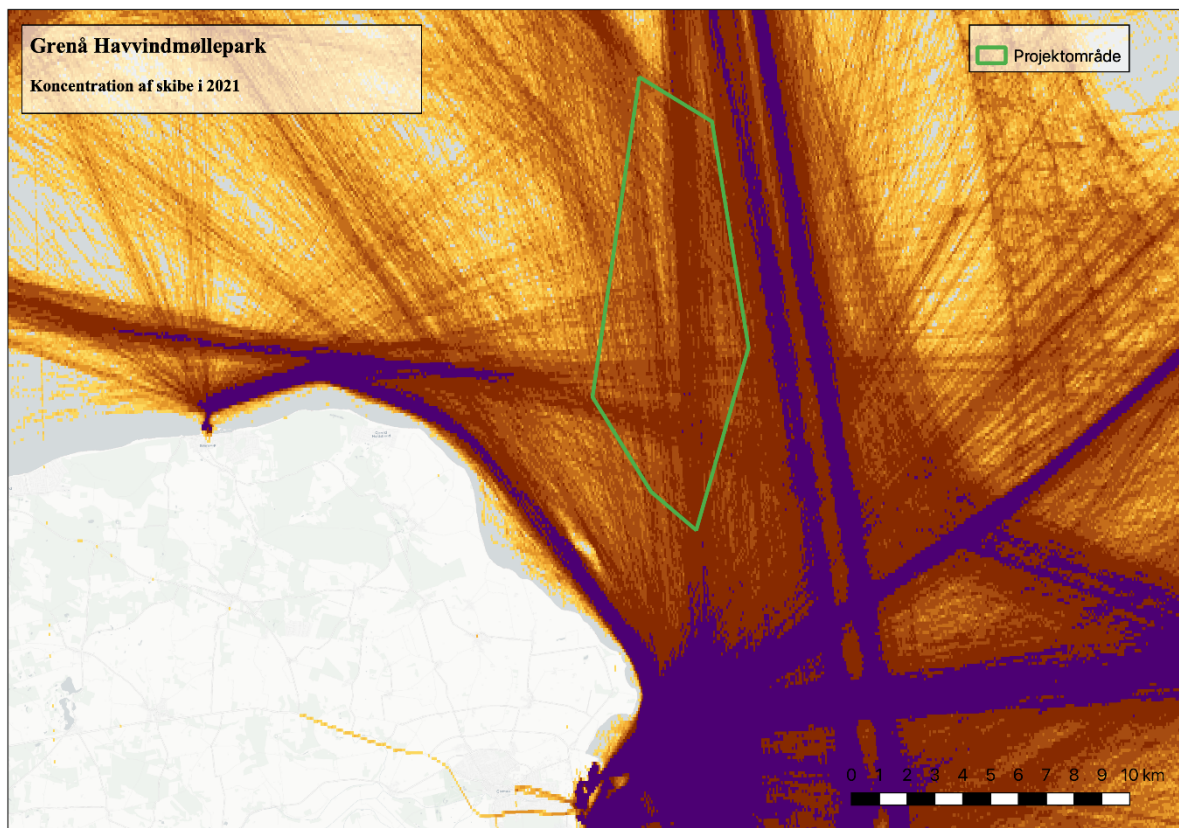 Grenå Havvindmøllepark
Koncentration af skibe i 2021
Projektområde
0 1 2 3 4 5 6 7 8 9 10 km